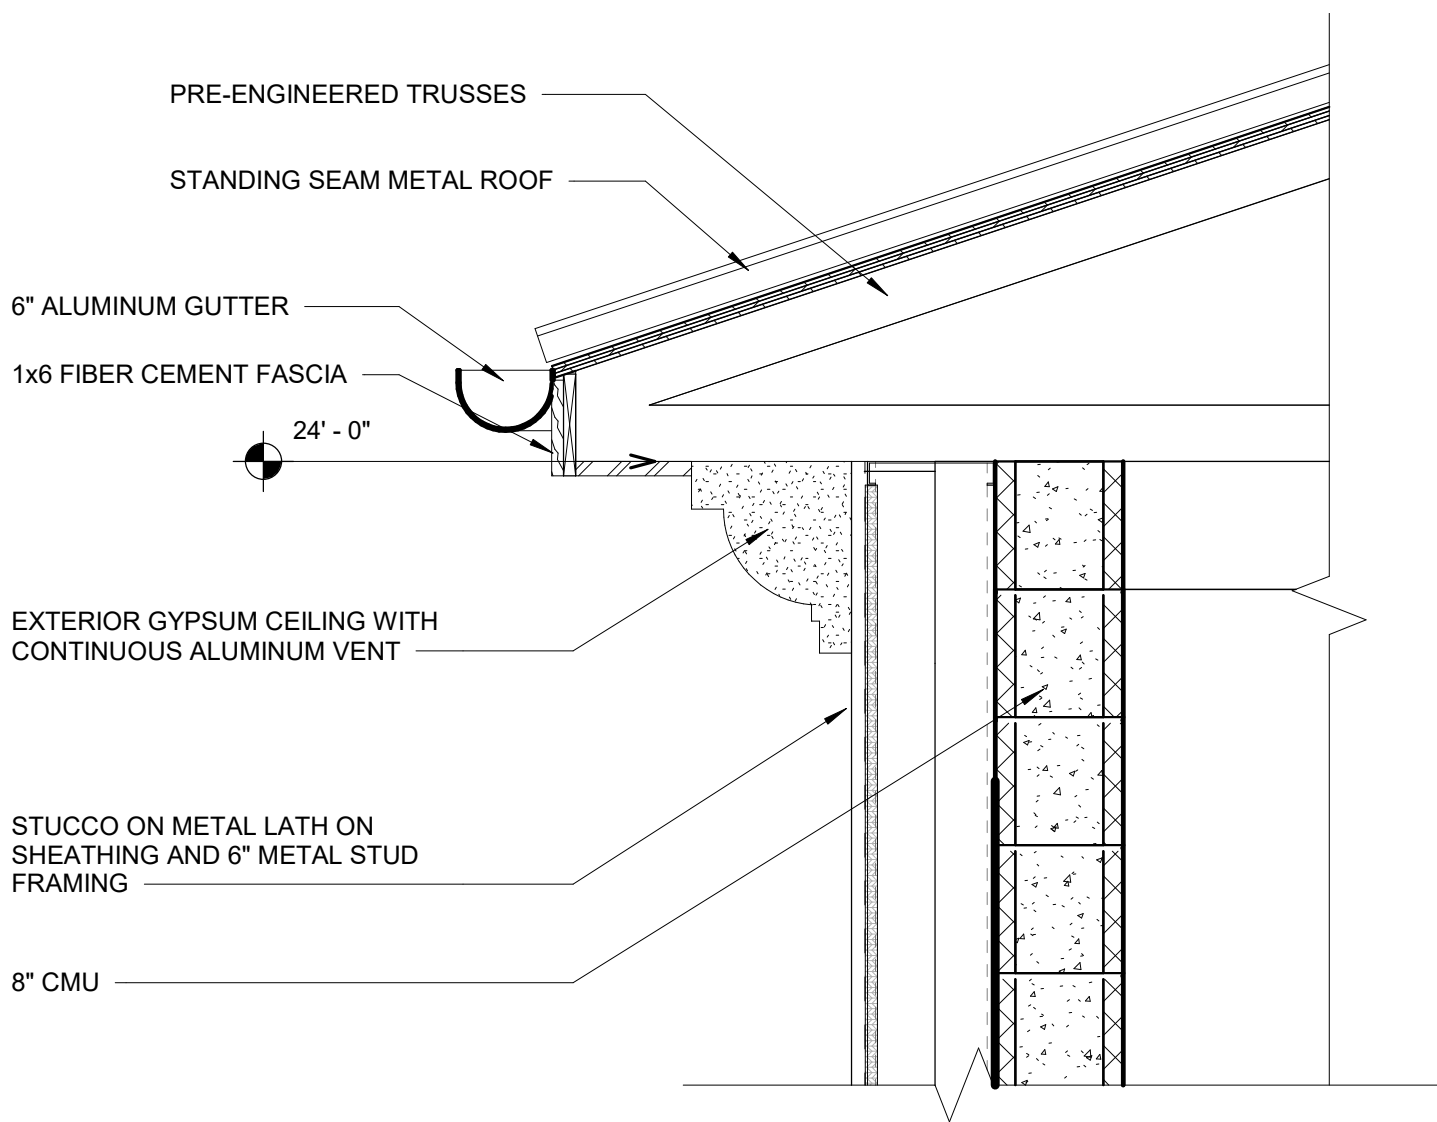 PRE-ENGINEERED TRUSSES
STANDING SEAM METAL ROOF
6" ALUMINUM GUTTER
1x6 FIBER CEMENT FASCIA
24' - 0"
EXTERIOR GYPSUM CEILING WITH
CONTINUOUS ALUMINUM VENT
STUCCO ON METAL LATH ON
SHEATHING AND 6" METAL STUD
FRAMING
8" CMU